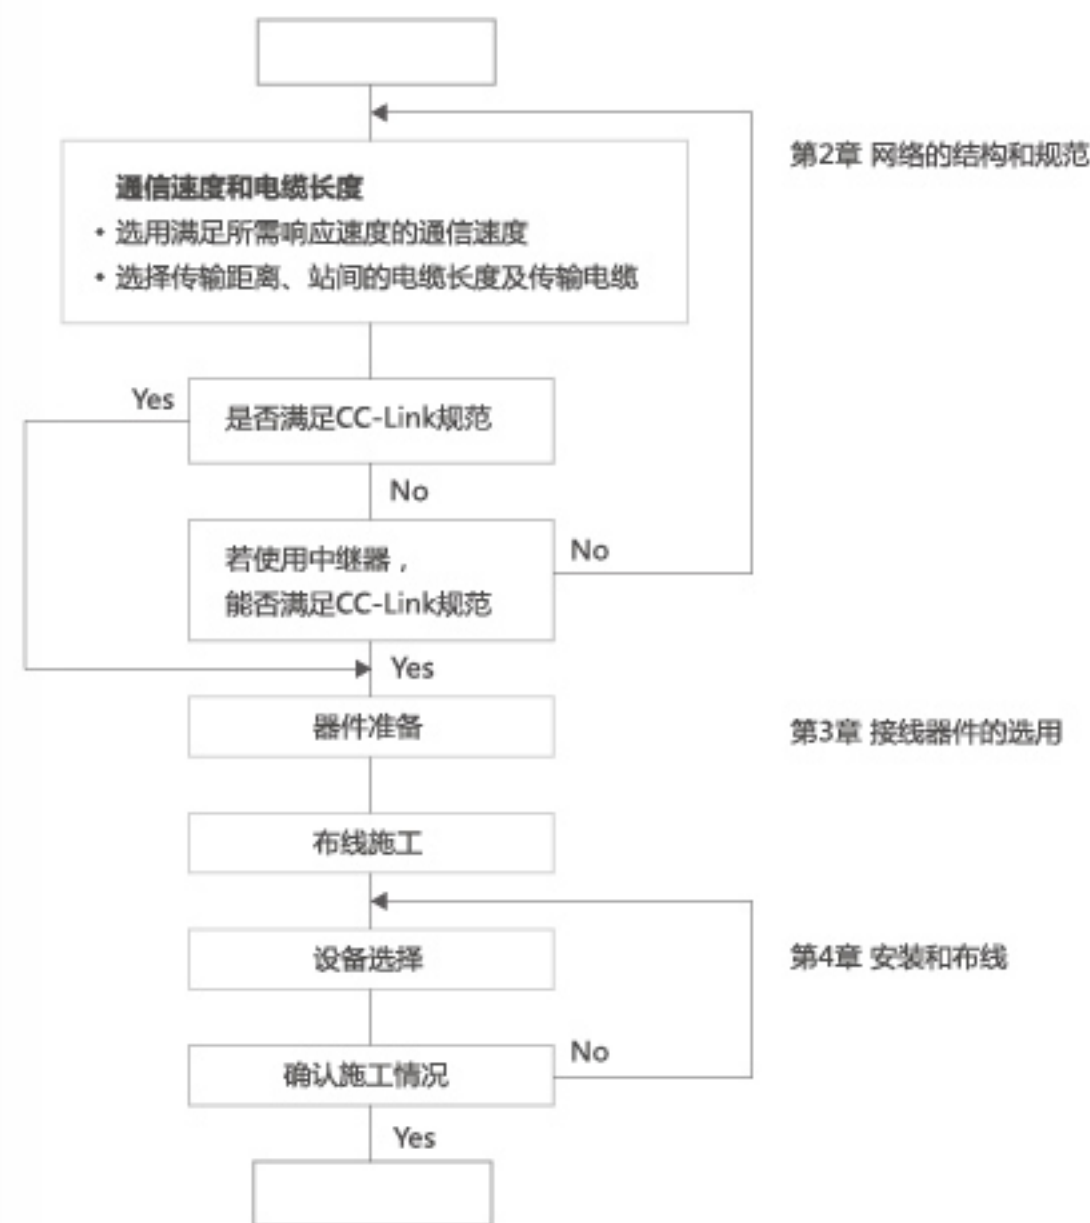 第2章 网络的结构和规范
通信速度和电缆长度
• 选用满足所需响应速度的通信速度
• 选择传输距离、站间的电缆长度及传输电缆
Yes
是否满足CC-Link规范
No
若使用中继器，
能否满足CC-Link规范
No
Yes
器件准备
第3章 接线器件的选用
布线施工
设备选择
第4章 安装和布线
确认施工情况
No
Yes